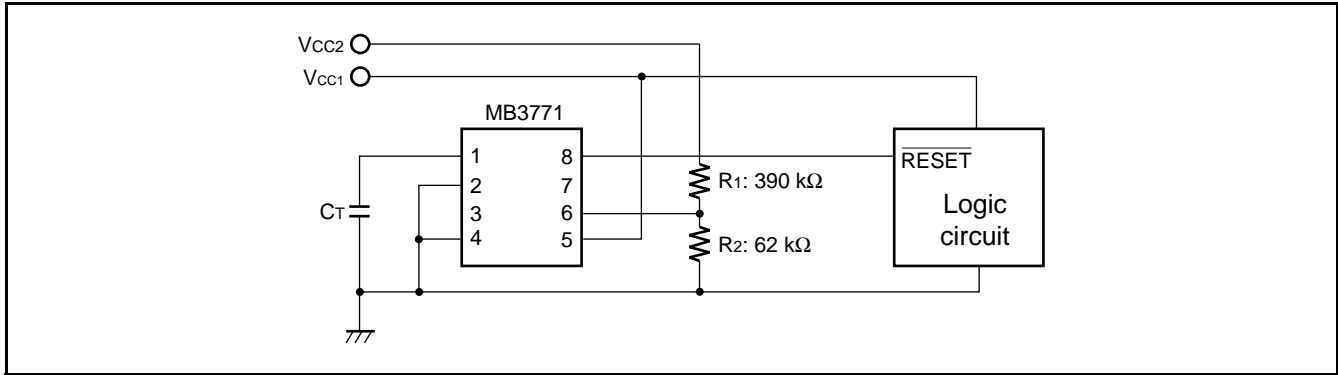 VCC2
VCC1
MB3771
1 8
2 7
3 6
4 5
CT
R1: 390 kΩ
R2: 62 kΩ
RESET
Logic
circuit